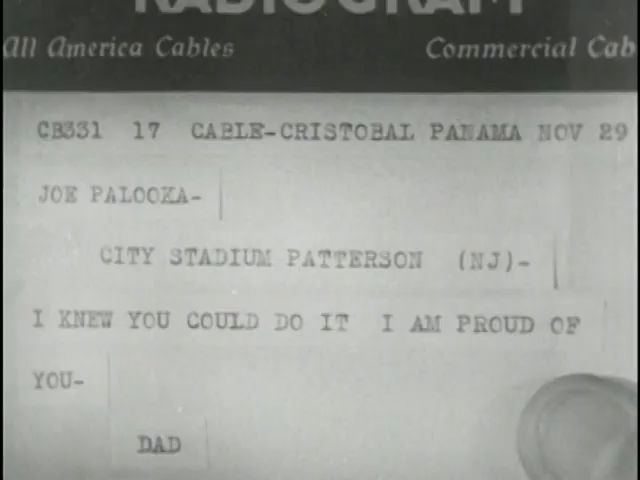 RADIOGRAM
All America Cables Commercial Cab
CB331 17 CABLE-CRISTOBAL PANAMA NOV 29
JOE PALOOKA-
CITY STADIUM PATTERSON (NJ)-
I KNEW YOU COULD DO IT I AM PROUD OF
YOU-
DAD